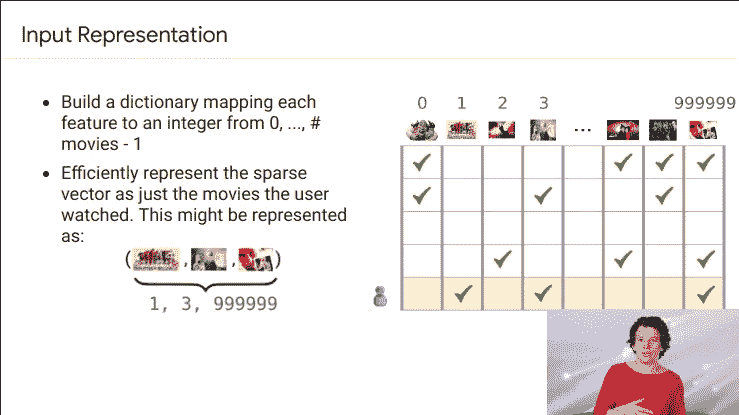 Input Representation
• Build a dictionary mapping each
feature to an integer from 0, ..., #
movies - 1
• Efficiently represent the sparse
vector as just the movies the user
watched. This might be represented
as:
( , , )
1, 3, 999999
0 1 2 3 999999
...